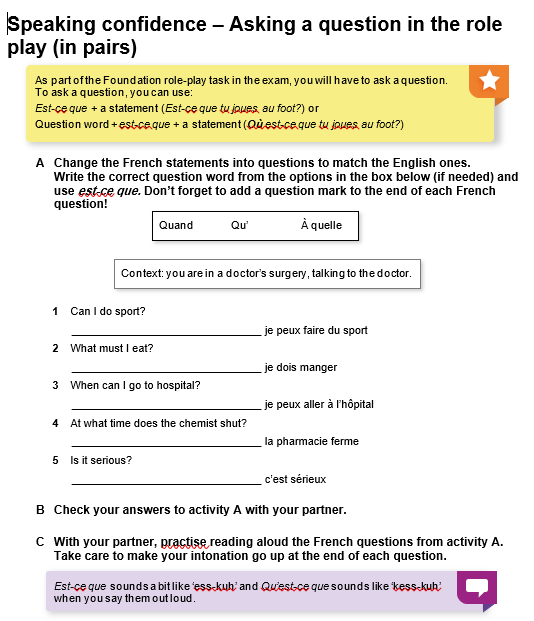 Speaking confidence – Asking a question in the role
play (in pairs)
As part of the Foundation role-play task in the exam, you will have to ask a question.
To ask a question, you can use:
Est-ce que + a statement (Est-ce que tu joues au foot?) or
Question word + est-ce que + a statement (Où est-ce que tu joues au foot?)
A Change the French statements into questions to match the English ones.
Write the correct question word from the options in the box below (if needed) and
use est-ce que. Don't forget to add a question mark to the end of each French
question!
Quand Qu' À quelle
Context: you are in a doctor's surgery, talking to the doctor.
1 Can I do sport?
_______________________________ je peux faire du sport
2 What must I eat?
_______________________________ je dois manger
3 When can I go to hospital?
_______________________________ je peux aller à l'hôpital
4 At what time does the chemist shut?
_______________________________ la pharmacie ferme
5 Is it serious?
_______________________________ c'est sérieux
B Check your answers to activity A with your partner.
C With your partner, practise reading aloud the French questions from activity A.
Take care to make your intonation go up at the end of each question.
Est-ce que sounds a bit like 'ess-kuh' and Qu'est-ce que sounds like 'kess-kuh'
when you say them out loud.